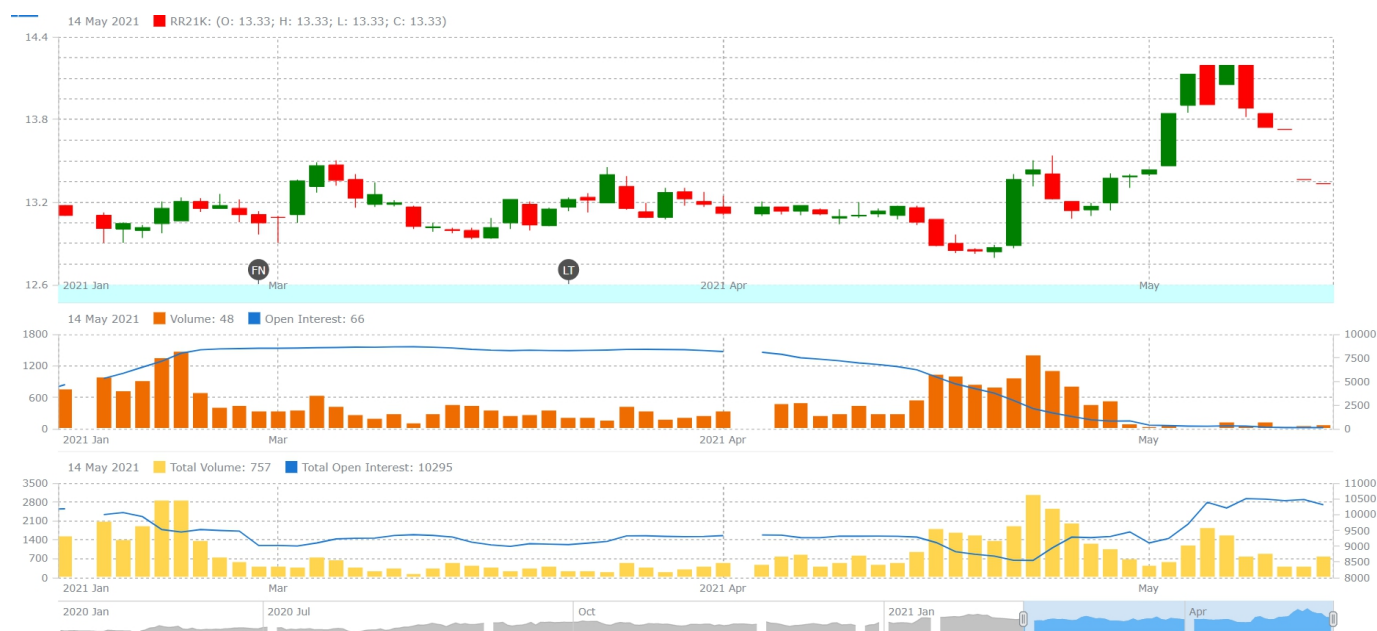 14 May 2021 RR21K: (O: 13.33; H: 13.33; L: 13.33; C: 13.33)
14.4
13.8
13.2
12.6
FN LT
2021 Jan Mar 2021 Apr May
14 May 2021 Volume: 48 Open Interest: 66
1800 10000
7500
1200
5000
600
2500
0 0
2021 Jan Mar 2021 Apr May
14 May 2021 Total Volume: 757 Total Open Interest: 10295
3500 11000
2800 10500
2100 10000
1400 9500
700 9000
0 8500
8000
2021 Jan Mar 2021 Apr May
2020 Jan 2020 Jul Oct 2021 Jan Apr